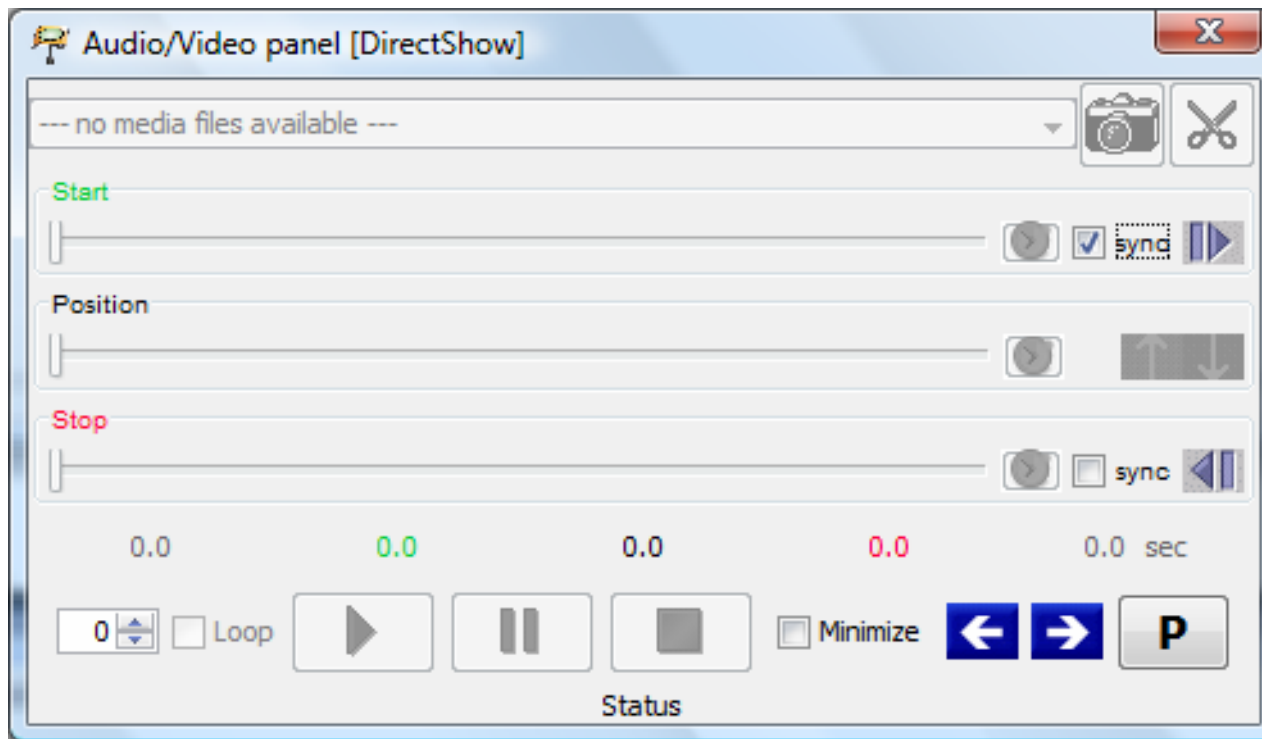 Audio/Video panel [DirectShow]
--- no media files available ---
Start
sync
Position
Stop
sync
0.0 0.0 0.0 0.0 0.0 sec
0 Loop Minimize P
Status